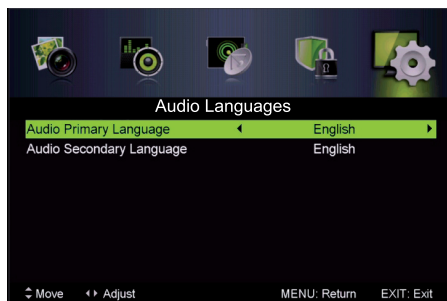 Audio Languages
Audio Primary Language English
Audio Secondary Language English
Move Adjust MENU: Return EXIT: Exit